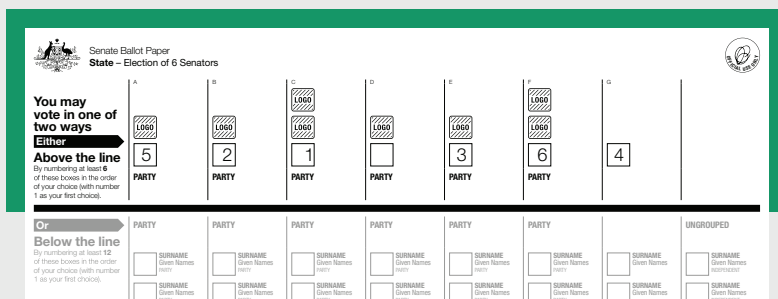 Senate Ballot Paper
State – Election of 6 Senators
OFFICIAL USE ONLY
A B C D E F G
You may
vote in one of
two ways
LOGO LOGO
LOGO LOGO LOGO LOGO LOGO LOGO
Either
Above the line
By numbering at least 6
of these boxes in the order
of your choice (with number
1 as your first choice).
5 2 1 3 6 4
PARTY PARTY PARTY PARTY PARTY PARTY
Or
Below the line
By numbering at least 12
of these boxes in the order
of your choice (with number
1 as your first choice).
PARTY PARTY PARTY PARTY PARTY PARTY UNGROUPED
SURNAME SURNAME SURNAME SURNAME SURNAME SURNAME SURNAME SURNAME
Given Names Given Names Given Names Given Names Given Names Given Names Given Names Given Names
PARTY PARTY PARTY PARTY PARTY PARTY INDEPENDENT
SURNAME SURNAME SURNAME SURNAME SURNAME SURNAME SURNAME SURNAME
Given Names Given Names Given Names Given Names Given Names Given Names Given Names Given Names